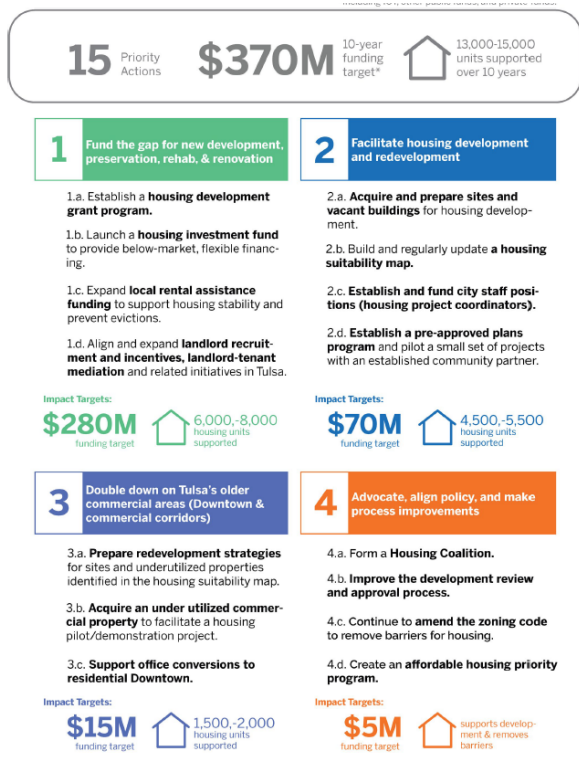 15 Priority Actions
$370M 10-year funding target*
13,000-15,000 units supported over 10 years
1 Fund the gap for new development,
preservation, rehab, & renovation
1.a. Establish a housing development
grant program.
1.b. Launch a housing investment fund
to provide below-market, flexible financ-
ing.
1.c. Expand local rental assistance
funding to support housing stability and
prevent evictions.
1.d. Align and expand landlord recruit-
ment and incentives, landlord-tenant
mediation and related initiatives in Tulsa.
Impact Targets:
$280M
funding target
6,000,-8,000
housing units
supported
2 Facilitate housing development
and redevelopment
2.a. Acquire and prepare sites and
vacant buildings for housing develop-
ment.
2.b. Build and regularly update a housing
suitability map.
2.c. Establish and fund city staff posi-
tions (housing project coordinators).
2.d. Establish a pre-approved plans
program and pilot a small set of projects
with an established community partner.
Impact Targets:
$70M
funding target
4,500,-5,500
housing units
supported
3 Double down on Tulsa's older
commercial areas (Downtown &
commercial corridors)
3.a. Prepare redevelopment strategies
for sites and underutilized properties
identified in the housing suitability map.
3.b. Acquire an under utilized commer-
cial property to facilitate a housing
pilot/demonstration project.
3.c. Support office conversions to
residential Downtown.
Impact Targets:
$15M
funding target
1,500,-2,000
housing units
supported
4 Advocate, align policy, and make
process improvements
4.a. Form a Housing Coalition.
4.b. Improve the development review
and approval process.
4.c. Continue to amend the zoning code
to remove barriers for housing.
4.d. Create an affordable housing priority
program.
Impact Targets:
$5M
funding target
supports develop-
ment & removes
barriers